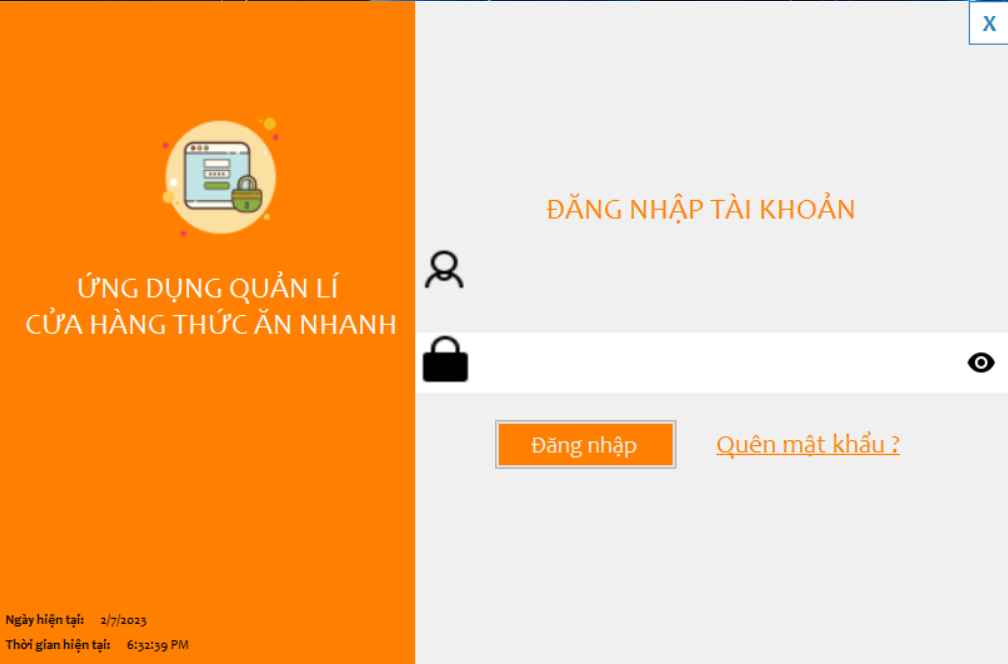 X
ỨNG DỤNG QUẢN LÍ
CỬA HÀNG THỨC ĂN NHANH
ĐĂNG NHẬP TÀI KHOẢN
Đăng nhập
Quên mật khẩu ?
Ngày hiện tại: 2/7/2023
Thời gian hiện tại: 6:32:39 PM